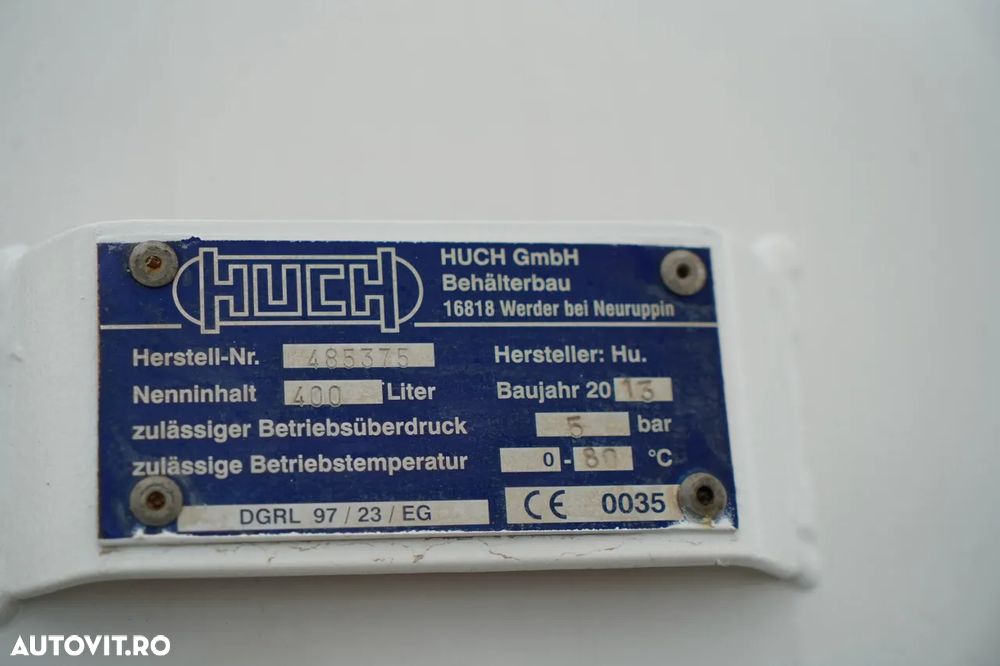 HUCH
HUCH GmbH
Behälterbau
16818 Werder bei Neuruppin
Herstell-Nr. 485375
Hersteller: Hu.
Nenninhalt 400 Liter
Baujahr 2013
zulässiger Betriebsüberdruck 5 bar
zulässige Betriebstemperatur 0-80 °C
DGRL 97 / 23 / EG
CE 0035
AUTOVIT.RO